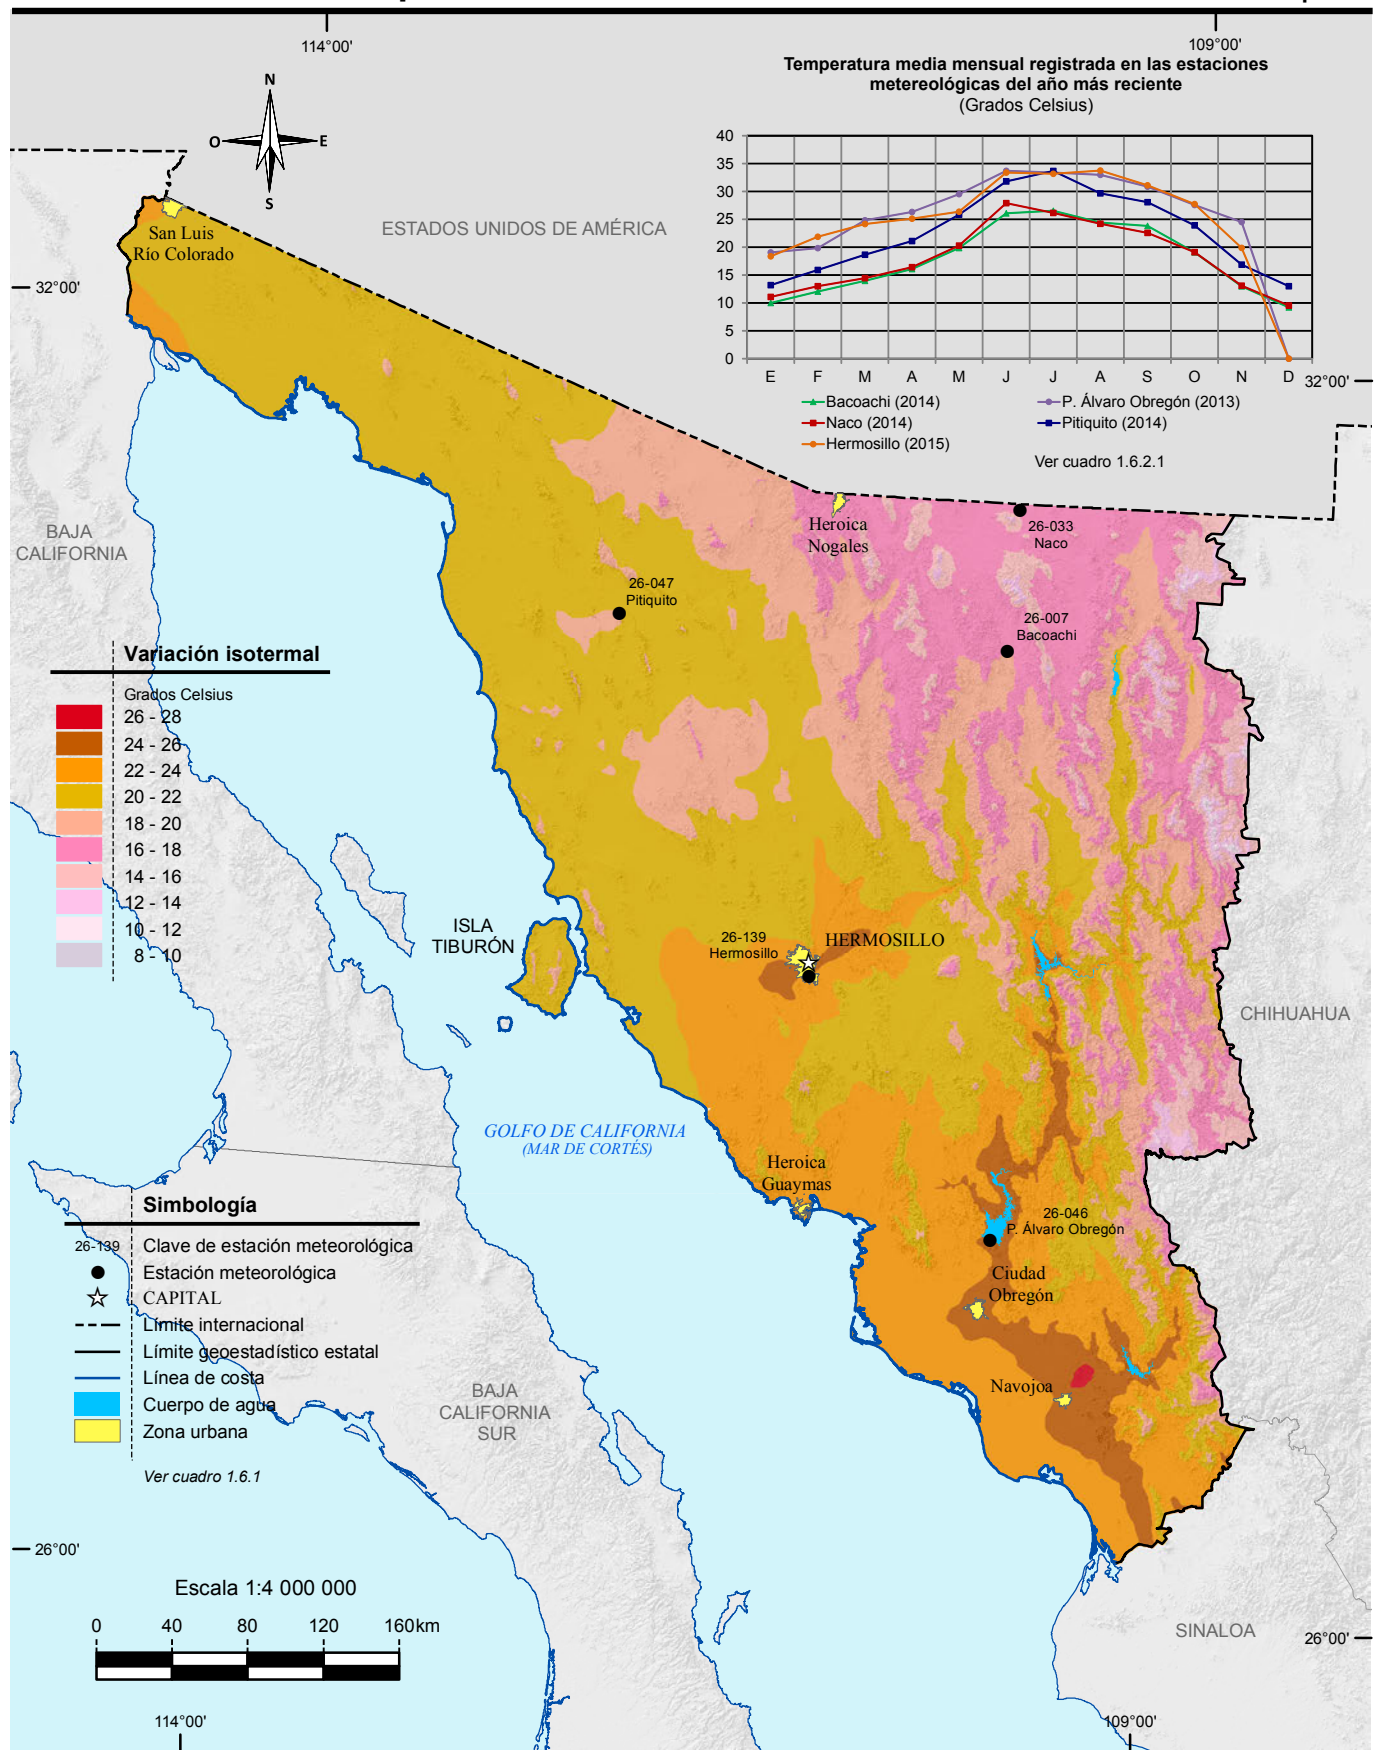 114°00'
109°00'
Temperatura media mensual registrada en las estaciones
metereológicas del año más reciente
(Grados Celsius)
40
35
30
25
20
15
10
5
0
E F M A M J J A S O N D
Bacoachi (2014)
P. Álvaro Obregón (2013)
Naco (2014)
Pitiquito (2014)
Hermosillo (2015)
Ver cuadro 1.6.2.1
N
O E
S
ESTADOS UNIDOS DE AMÉRICA
San Luis
Río Colorado
32°00'
32°00'
BAJA
CALIFORNIA
Heroica
Nogales
26-033
Naco
26-047
Pitiquito
26-007
Bacoachi
Variación isotermal
Grados Celsius
26 - 28
24 - 26
22 - 24
20 - 22
18 - 20
16 - 18
14 - 16
12 - 14
10 - 12
8 - 10
ISLA
TIBURÓN
26-139
Hermosillo
HERMOSILLO
CHIHUAHUA
GOLFO DE CALIFORNIA
(MAR DE CORTÉS)
Heroica
Guaymas
26-046
P. Álvaro Obregón
Ciudad
Obregón
Navojoa
Simbología
26-139 Clave de estación meteorológica
Estación meteorológica
CAPITAL
Límite internacional
Límite geoestadístico estatal
Línea de costa
Cuerpo de agua
Zona urbana
Ver cuadro 1.6.1
BAJA
CALIFORNIA
SUR
26°00'
Escala 1:4 000 000
0 40 80 120 160 km
SINALOA
26°00'
114°00'
109°00'